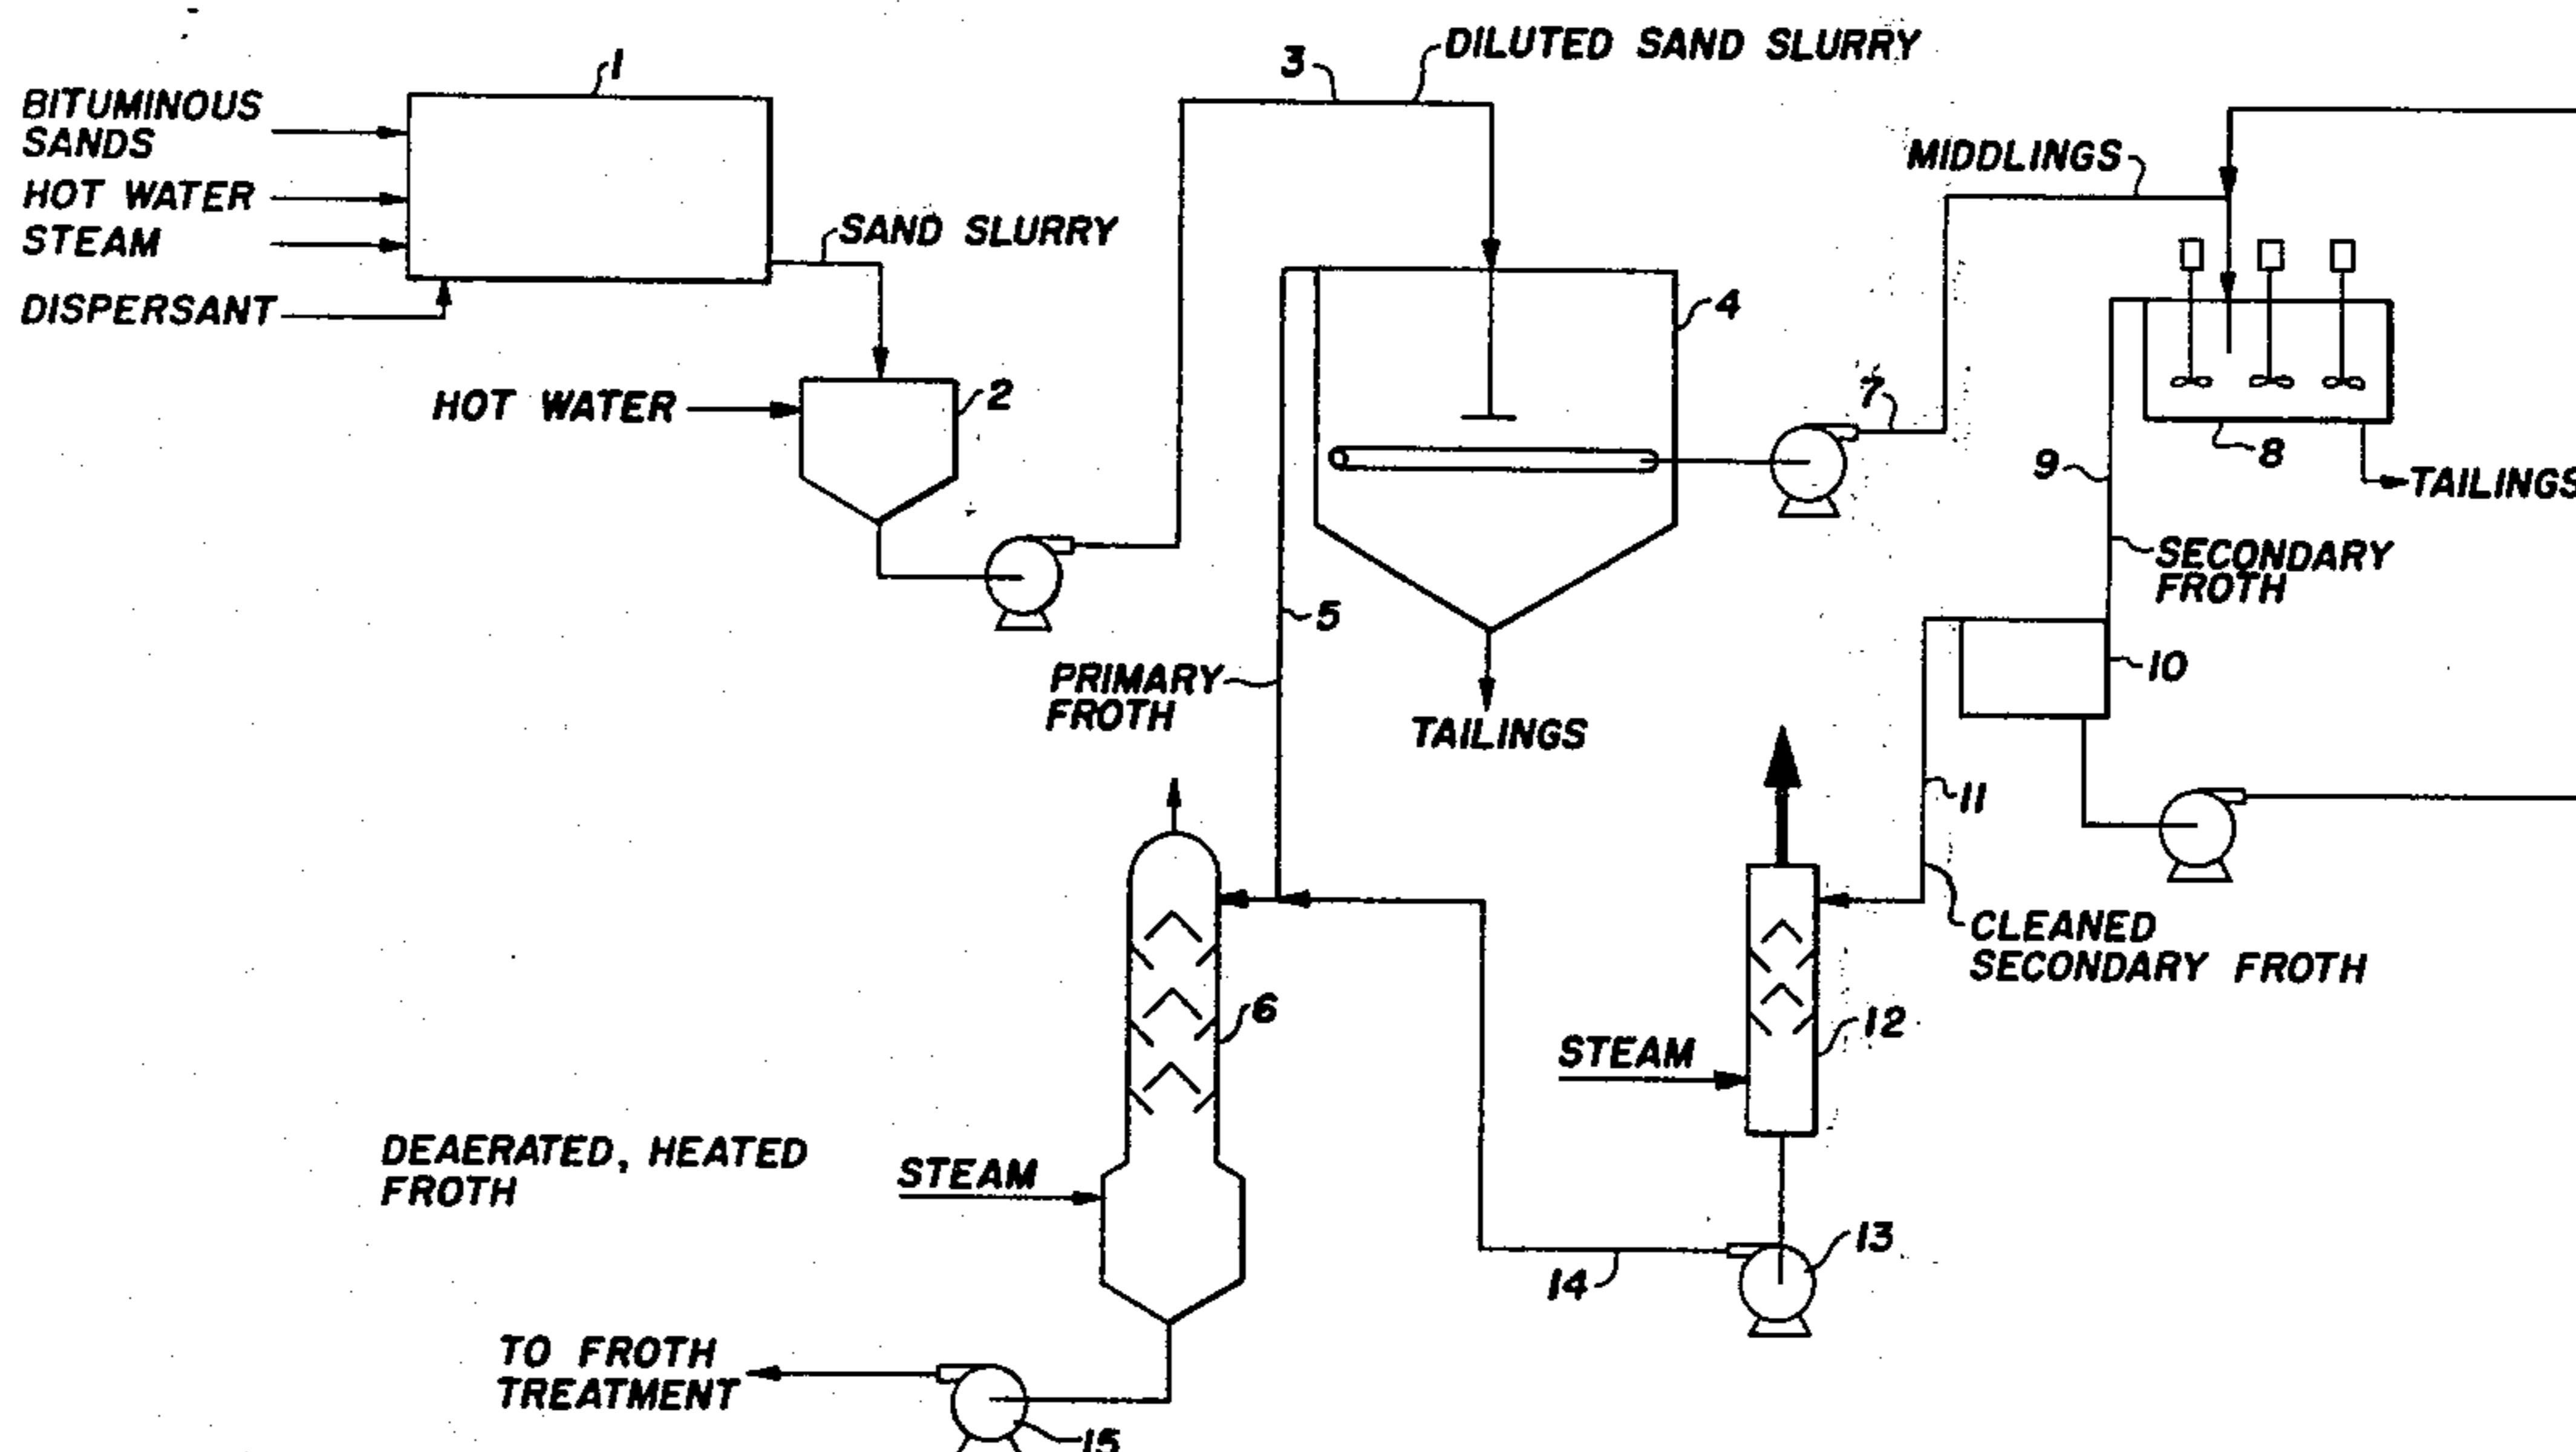 1
3
DILUTED SAND SLURRY
BITUMINOUS
SANDS
HOT WATER
STEAM
DISPERSANT
SAND SLURRY
MIDDLINGS
4
HOT WATER
2
7
8
9
TAILINGS
SECONDARY
FROTH
5
PRIMARY
FROTH
10
TAILINGS
11
CLEANED
SECONDARY FROTH
6
12
STEAM
DEAERATED, HEATED
FROTH
STEAM
13
14
TO FROTH
TREATMENT
15